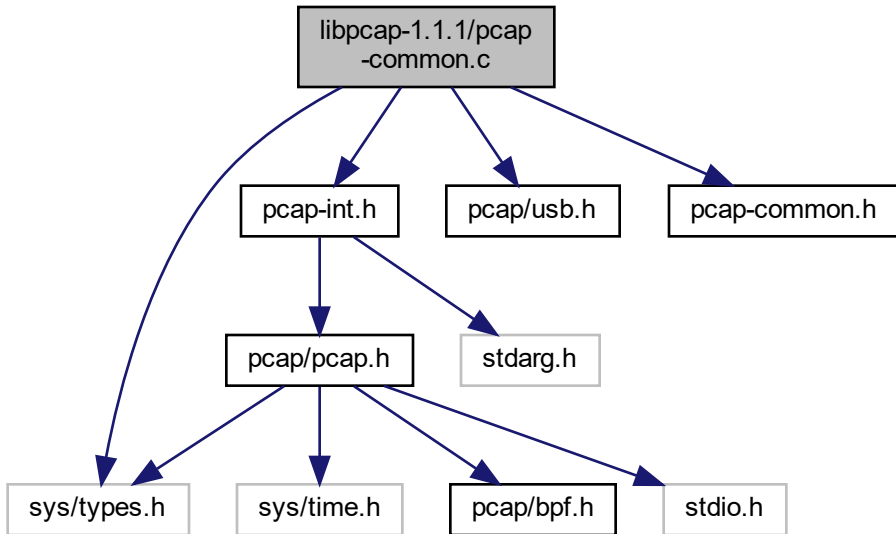 libpcap-1.1.1/pcap
-common.c
pcap-int.h
pcap/usb.h
pcap-common.h
pcap/pcap.h
stdarg.h
sys/types.h
sys/time.h
pcap/bpf.h
stdio.h